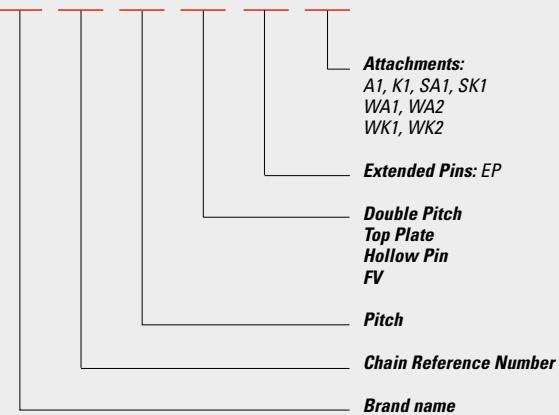 Attachments:
A1, K1, SA1, SK1
WA1, WA2
WK1, WK2
Extended Pins: EP
Double Pitch
Top Plate
Hollow Pin
FV
Pitch
Chain Reference Number
Brand name